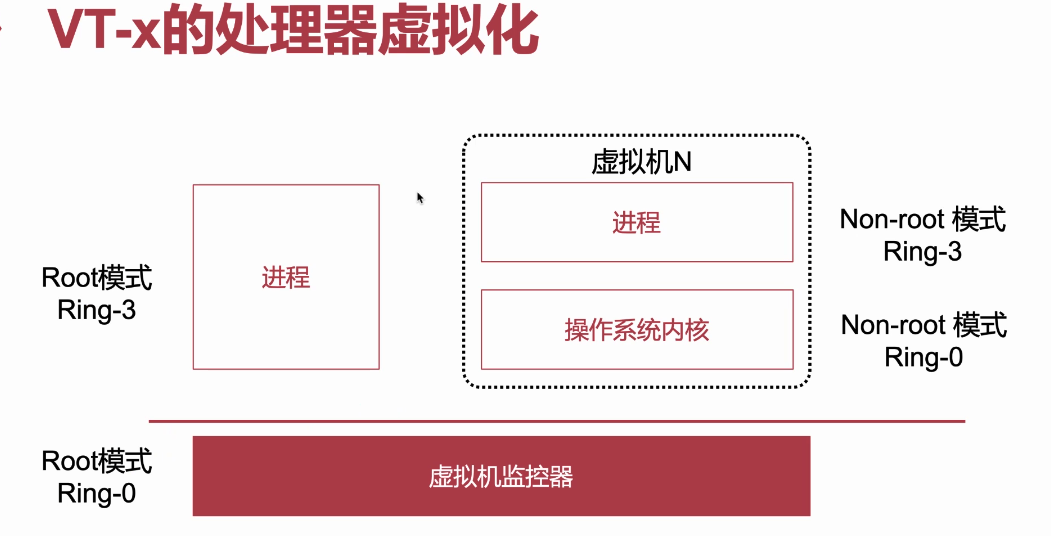 VT-x的处理器虚拟化
虚拟机N
进程
Non-root 模式
Ring-3
Root模式
Ring-3
进程
操作系统内核
Non-root 模式
Ring-0
Root模式
Ring-0
虚拟机监控器